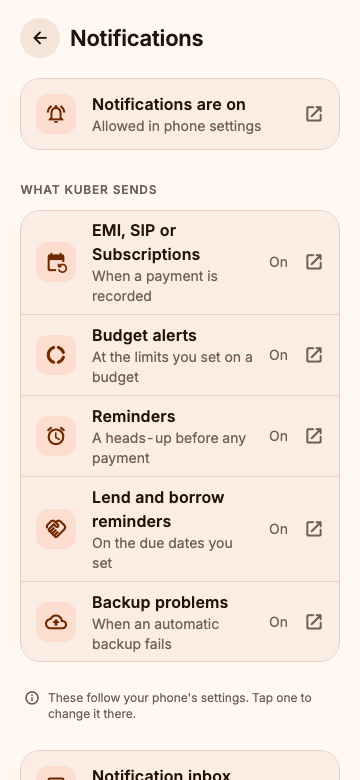 Notifications
Notifications are on
Allowed in phone settings
WHAT KUBER SENDS
EMI, SIP or
Subscriptions
When a payment is
recorded
On
Budget alerts
At the limits you set on a
budget
On
Reminders
A heads-up before any
payment
On
Lend and borrow
reminders
On the due dates you
set
On
Backup problems
When an automatic
backup fails
On
These follow your phone's settings. Tap one to
change it there.
Notification inbox